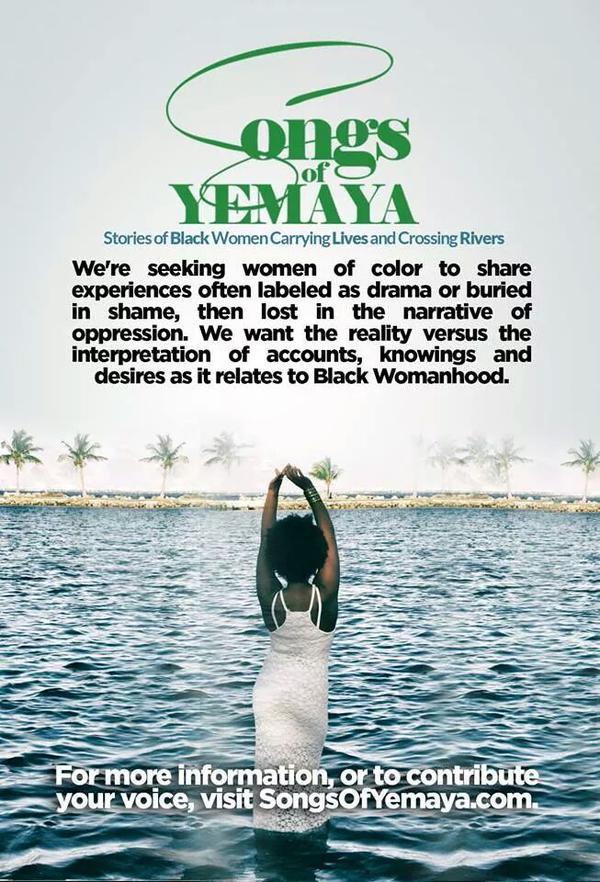 Songs
of
YEMAYA
Stories of Black Women Carrying Lives and Crossing Rivers
We're seeking women of color to share
experiences often labeled as drama or buried
in shame, then lost in the narrative of
oppression. We want the reality versus the
interpretation of accounts, knowings and
desires as it relates to Black Womanhood.
For more information, or to contribute
your voice, visit SongsOfYemaya.com.